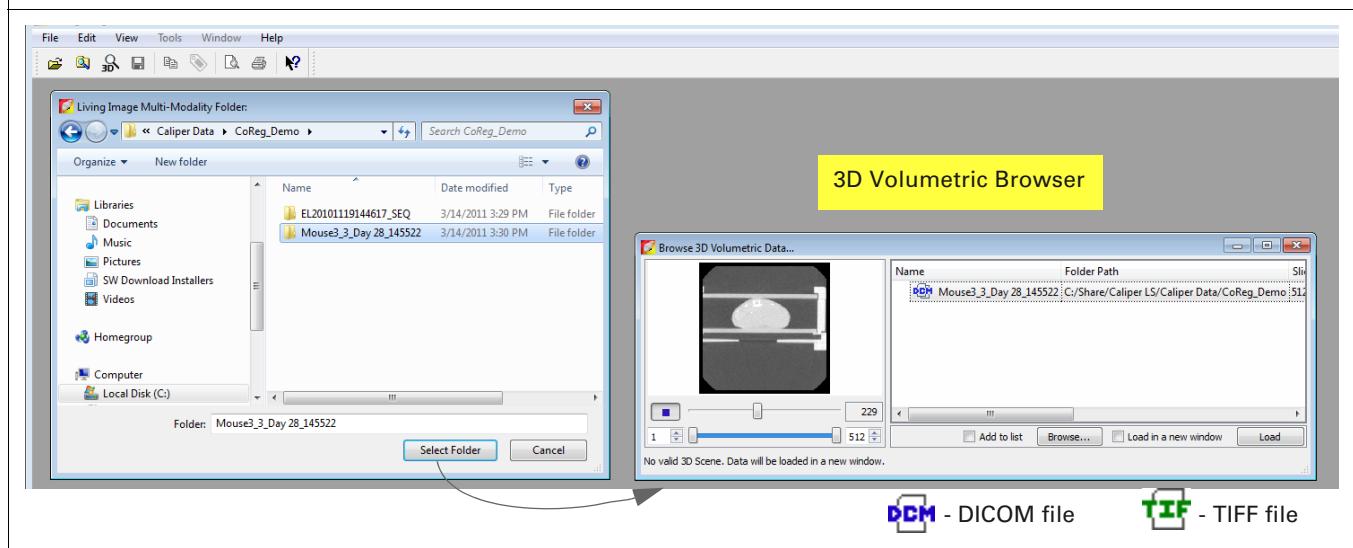 File Edit View Tools Window Help
3D
Living Image Multi-Modality Folder:
« Caliper Data ▸ CoReg_Demo ▸
Search CoReg_Demo
Organize New folder
Name Date modified Type
Libraries
Documents
Music
Pictures
SW Download Installers
Videos
Homegroup
Computer
Local Disk (C:)
EL20101119144617_SEQ 3/14/2011 3:29 PM File folder
Mouse3_3_Day 28_145522 3/14/2011 3:30 PM File folder
Folder: Mouse3_3_Day 28_145522
Select Folder Cancel
3D Volumetric Browser
Browse 3D Volumetric Data...
229
1 512
No valid 3D Scene. Data will be loaded in a new window.
Name Folder Path Sli
DCM Mouse3_3_Day 28_145522 C:/Share/Caliper LS/Caliper Data/CoReg_Demo 512
Add to list Browse... Load in a new window Load
DCM - DICOM file TIF - TIFF file